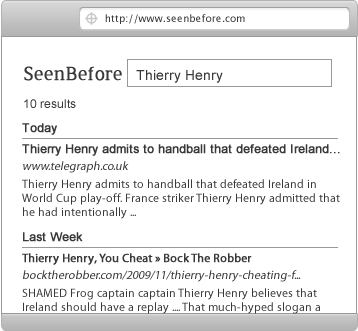 http://www.seenbefore.com
SeenBefore Thierry Henry
10 results
Today
Thierry Henry admits to handball that defeated Ireland...
www.telegraph.co.uk
Thierry Henry admits to handball that defeated Ireland in
World Cup play-off. France striker Thierry Henry admitted that
he had intentionally ...
Last Week
Thierry Henry, You Cheat » Bock The Robber
bocktherobber.com/2009/11/thierry-henry-cheating-f...
SHAMED Frog captain captain Thierry Henry believes that
Ireland should have a replay .... That much-hyped slogan a